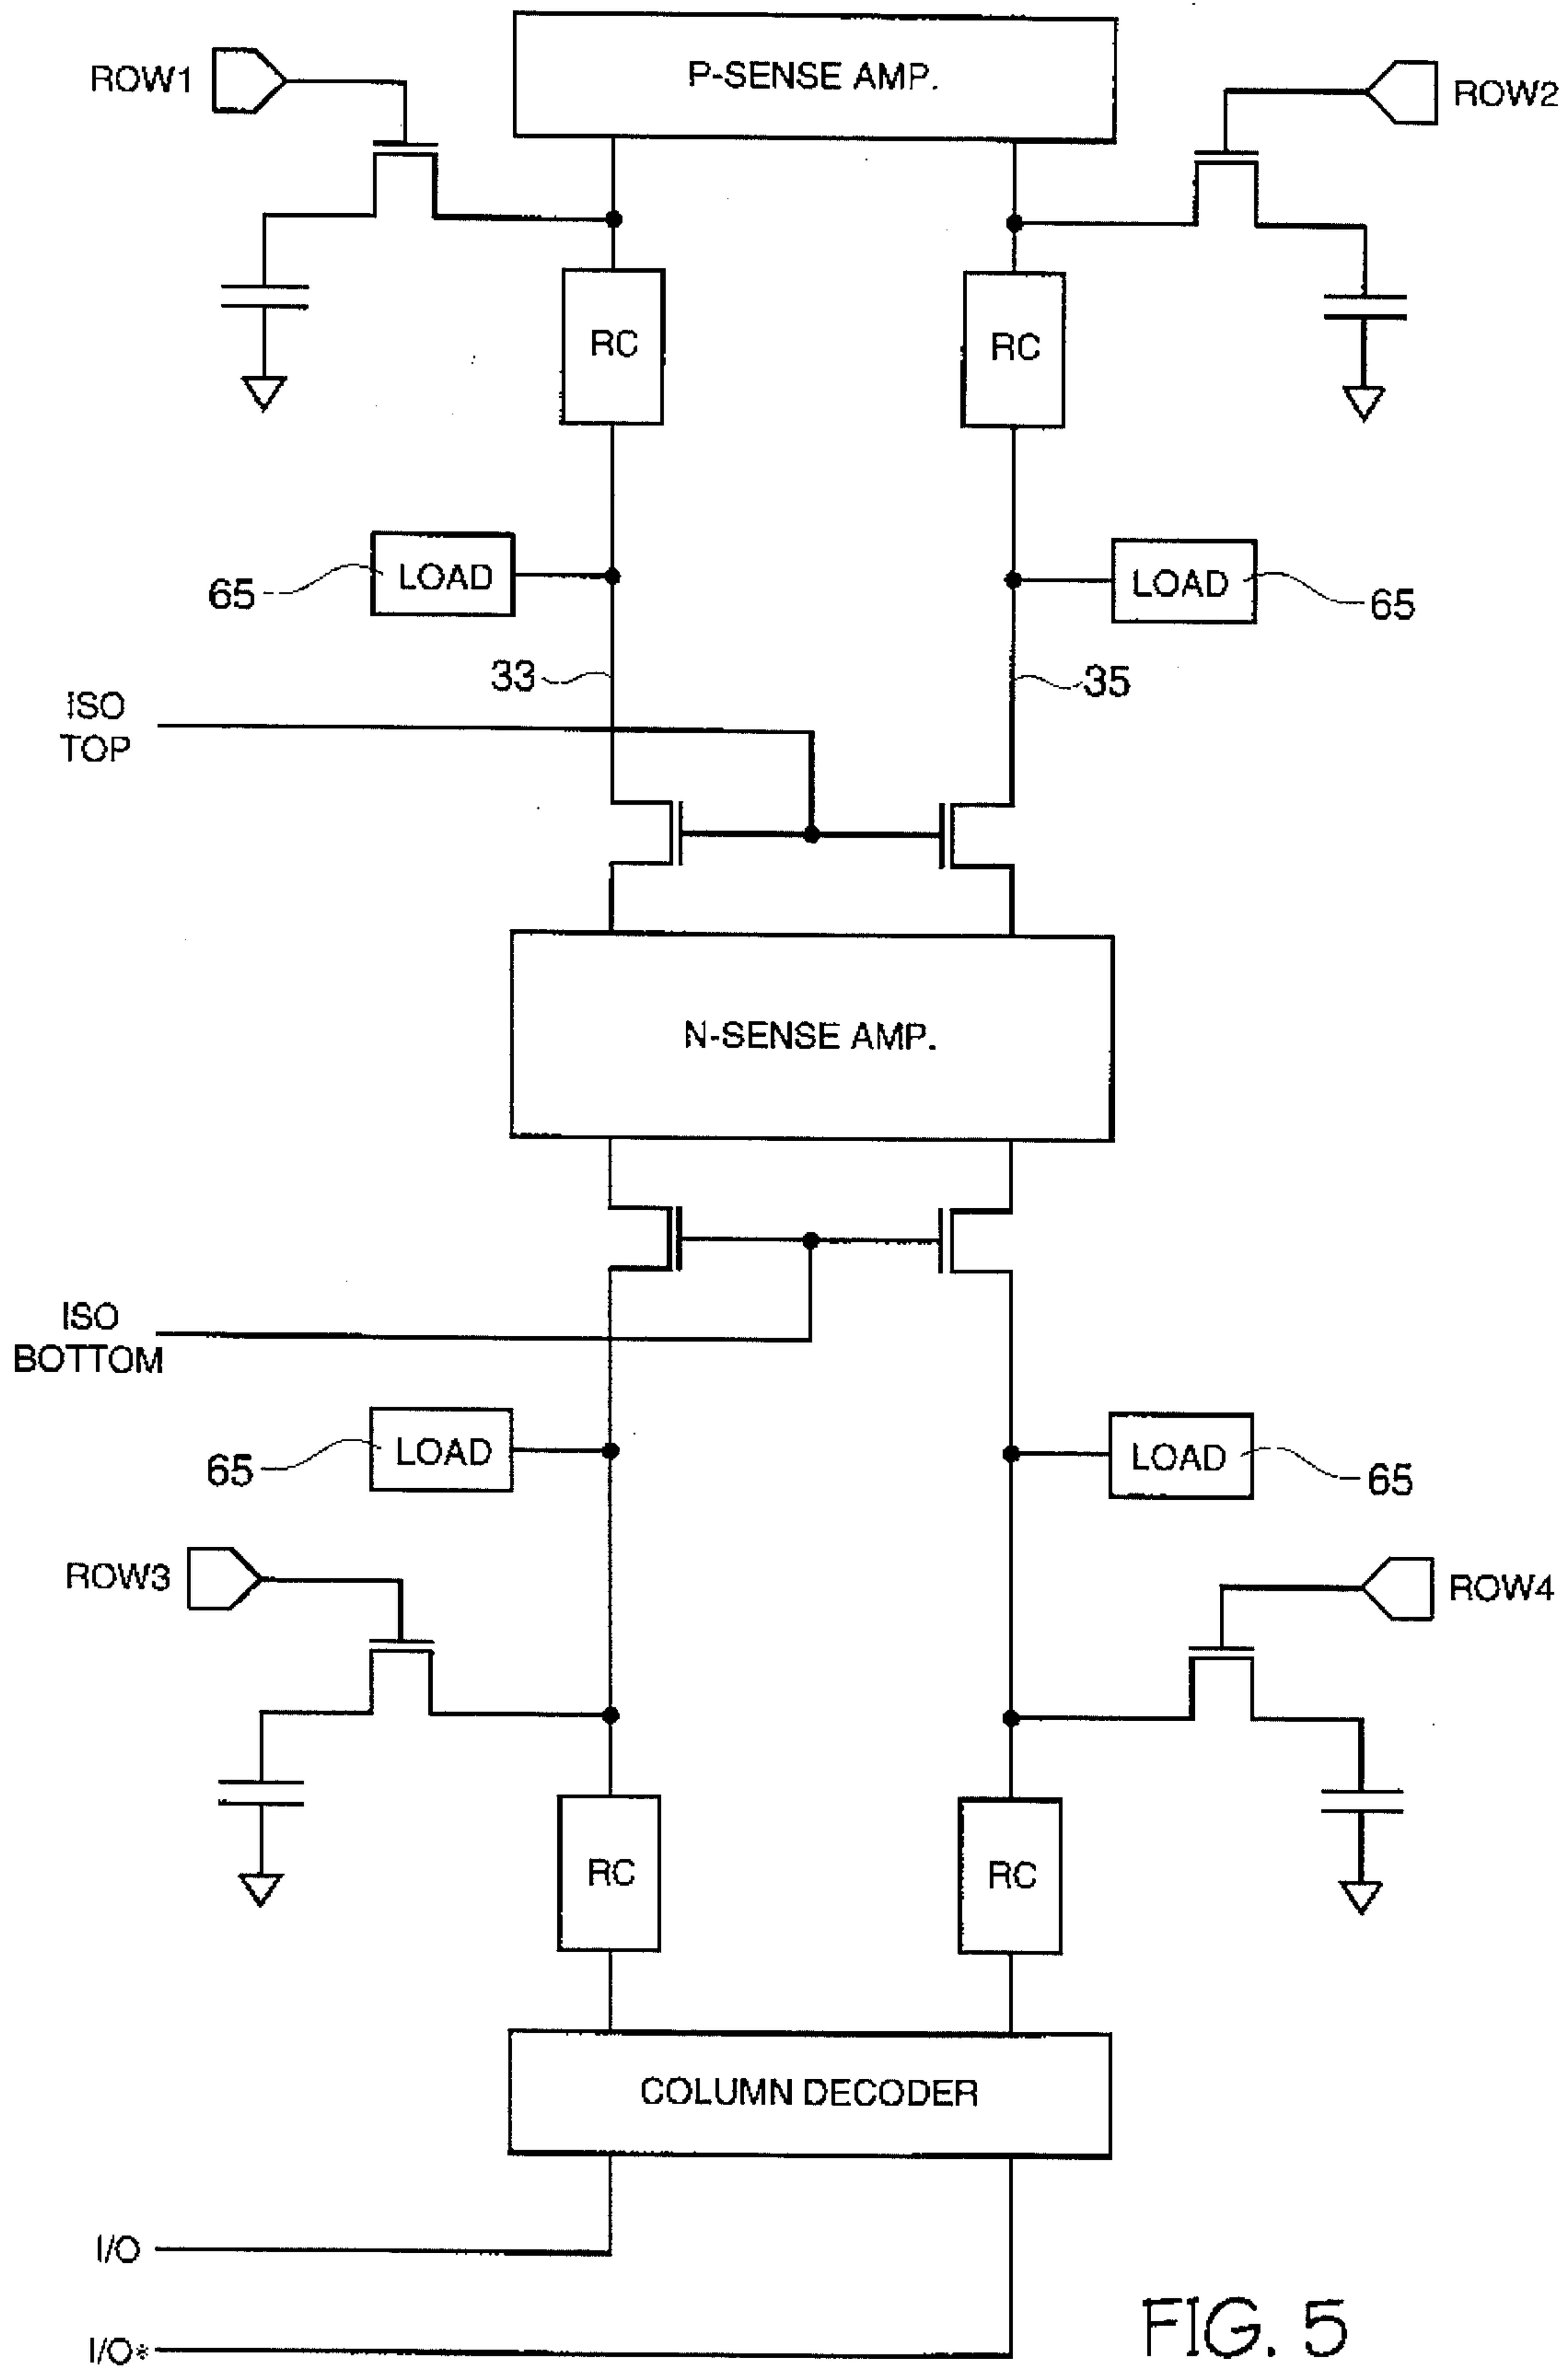 P-SENSE AMP.
ROW1
ROW2
RC
RC
LOAD
65
LOAD
65
33
35
ISO
TOP
N-SENSE AMP.
ISO
BOTTOM
LOAD
65
LOAD
65
ROW3
ROW4
RC
RC
COLUMN DECODER
I/O
I/O*
FIG. 5